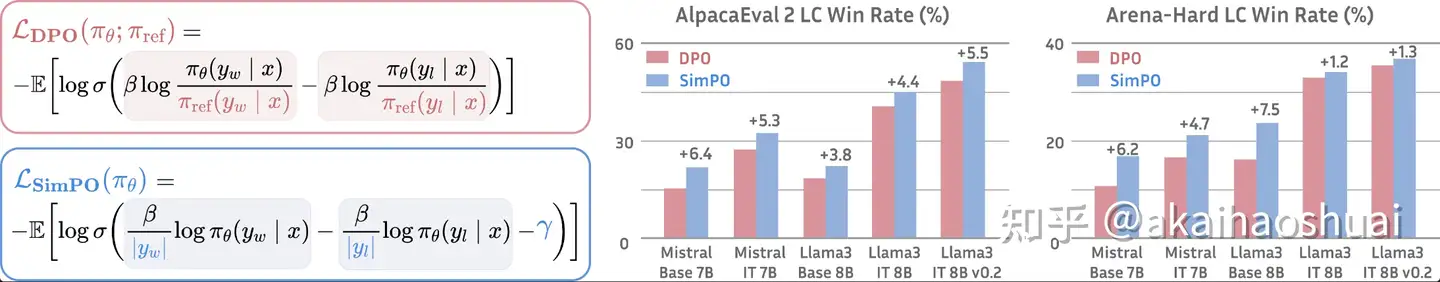 ℒ_DPO(π_θ; π_ref) =
−𝔼[log σ(β log π_θ(y_w | x) / π_ref(y_w | x) − β log π_θ(y_l | x) / π_ref(y_l | x))]
ℒ_SimPO(π_θ) =
−𝔼[log σ(β / |y_w| log π_θ(y_w | x) − β / |y_l| log π_θ(y_l | x) − γ)]
AlpacaEval 2 LC Win Rate (%)
60
30
0
DPO
SimPO
+6.4
+5.3
+3.8
+4.4
+5.5
Mistral
Base 7B
Mistral
IT 7B
Llama3
Base 8B
Llama3
IT 8B
Llama3
IT 8B v0.2
Arena-Hard LC Win Rate (%)
40
20
0
DPO
SimPO
+6.2
+4.7
+7.5
+1.2
+1.3
Mistral
Base 7B
Mistral
IT 7B
Llama3
Base 8B
Llama3
IT 8B
Llama3
IT 8B v0.2
知乎 @akaihaoshuai